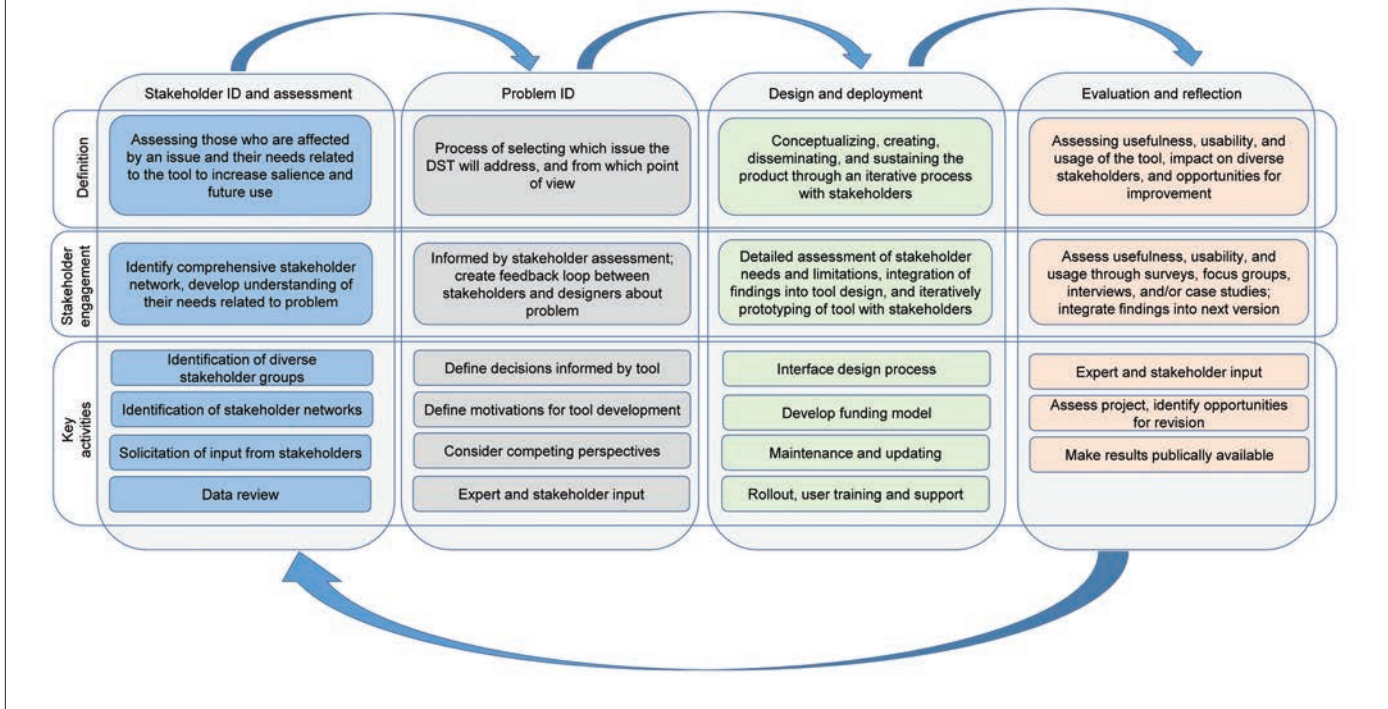 Stakeholder ID and assessment
Problem ID
Design and deployment
Evaluation and reflection
Definition
Assessing those who are affected
by an issue and their needs related
to the tool to increase salience and
future use
Process of selecting which issue the
DST will address, and from which point
of view
Conceptualizing, creating,
disseminating, and sustaining the
product through an iterative process
with stakeholders
Assessing usefulness, usability, and
usage of the tool, impact on diverse
stakeholders, and opportunities for
improvement
Stakeholder
engagement
Identify comprehensive stakeholder
network, develop understanding of
their needs related to problem
Informed by stakeholder assessment;
create feedback loop between
stakeholders and designers about
problem
Detailed assessment of stakeholder
needs and limitations, integration of
findings into tool design, and iteratively
prototyping of tool with stakeholders
Assess usefulness, usability, and
usage through surveys, focus groups,
interviews, and/or case studies;
integrate findings into next version
Key
activities
Identification of diverse
stakeholder groups
Identification of stakeholder networks
Solicitation of input from stakeholders
Data review
Define decisions informed by tool
Define motivations for tool development
Consider competing perspectives
Expert and stakeholder input
Interface design process
Develop funding model
Maintenance and updating
Rollout, user training and support
Expert and stakeholder input
Assess project, identify opportunities
for revision
Make results publically available